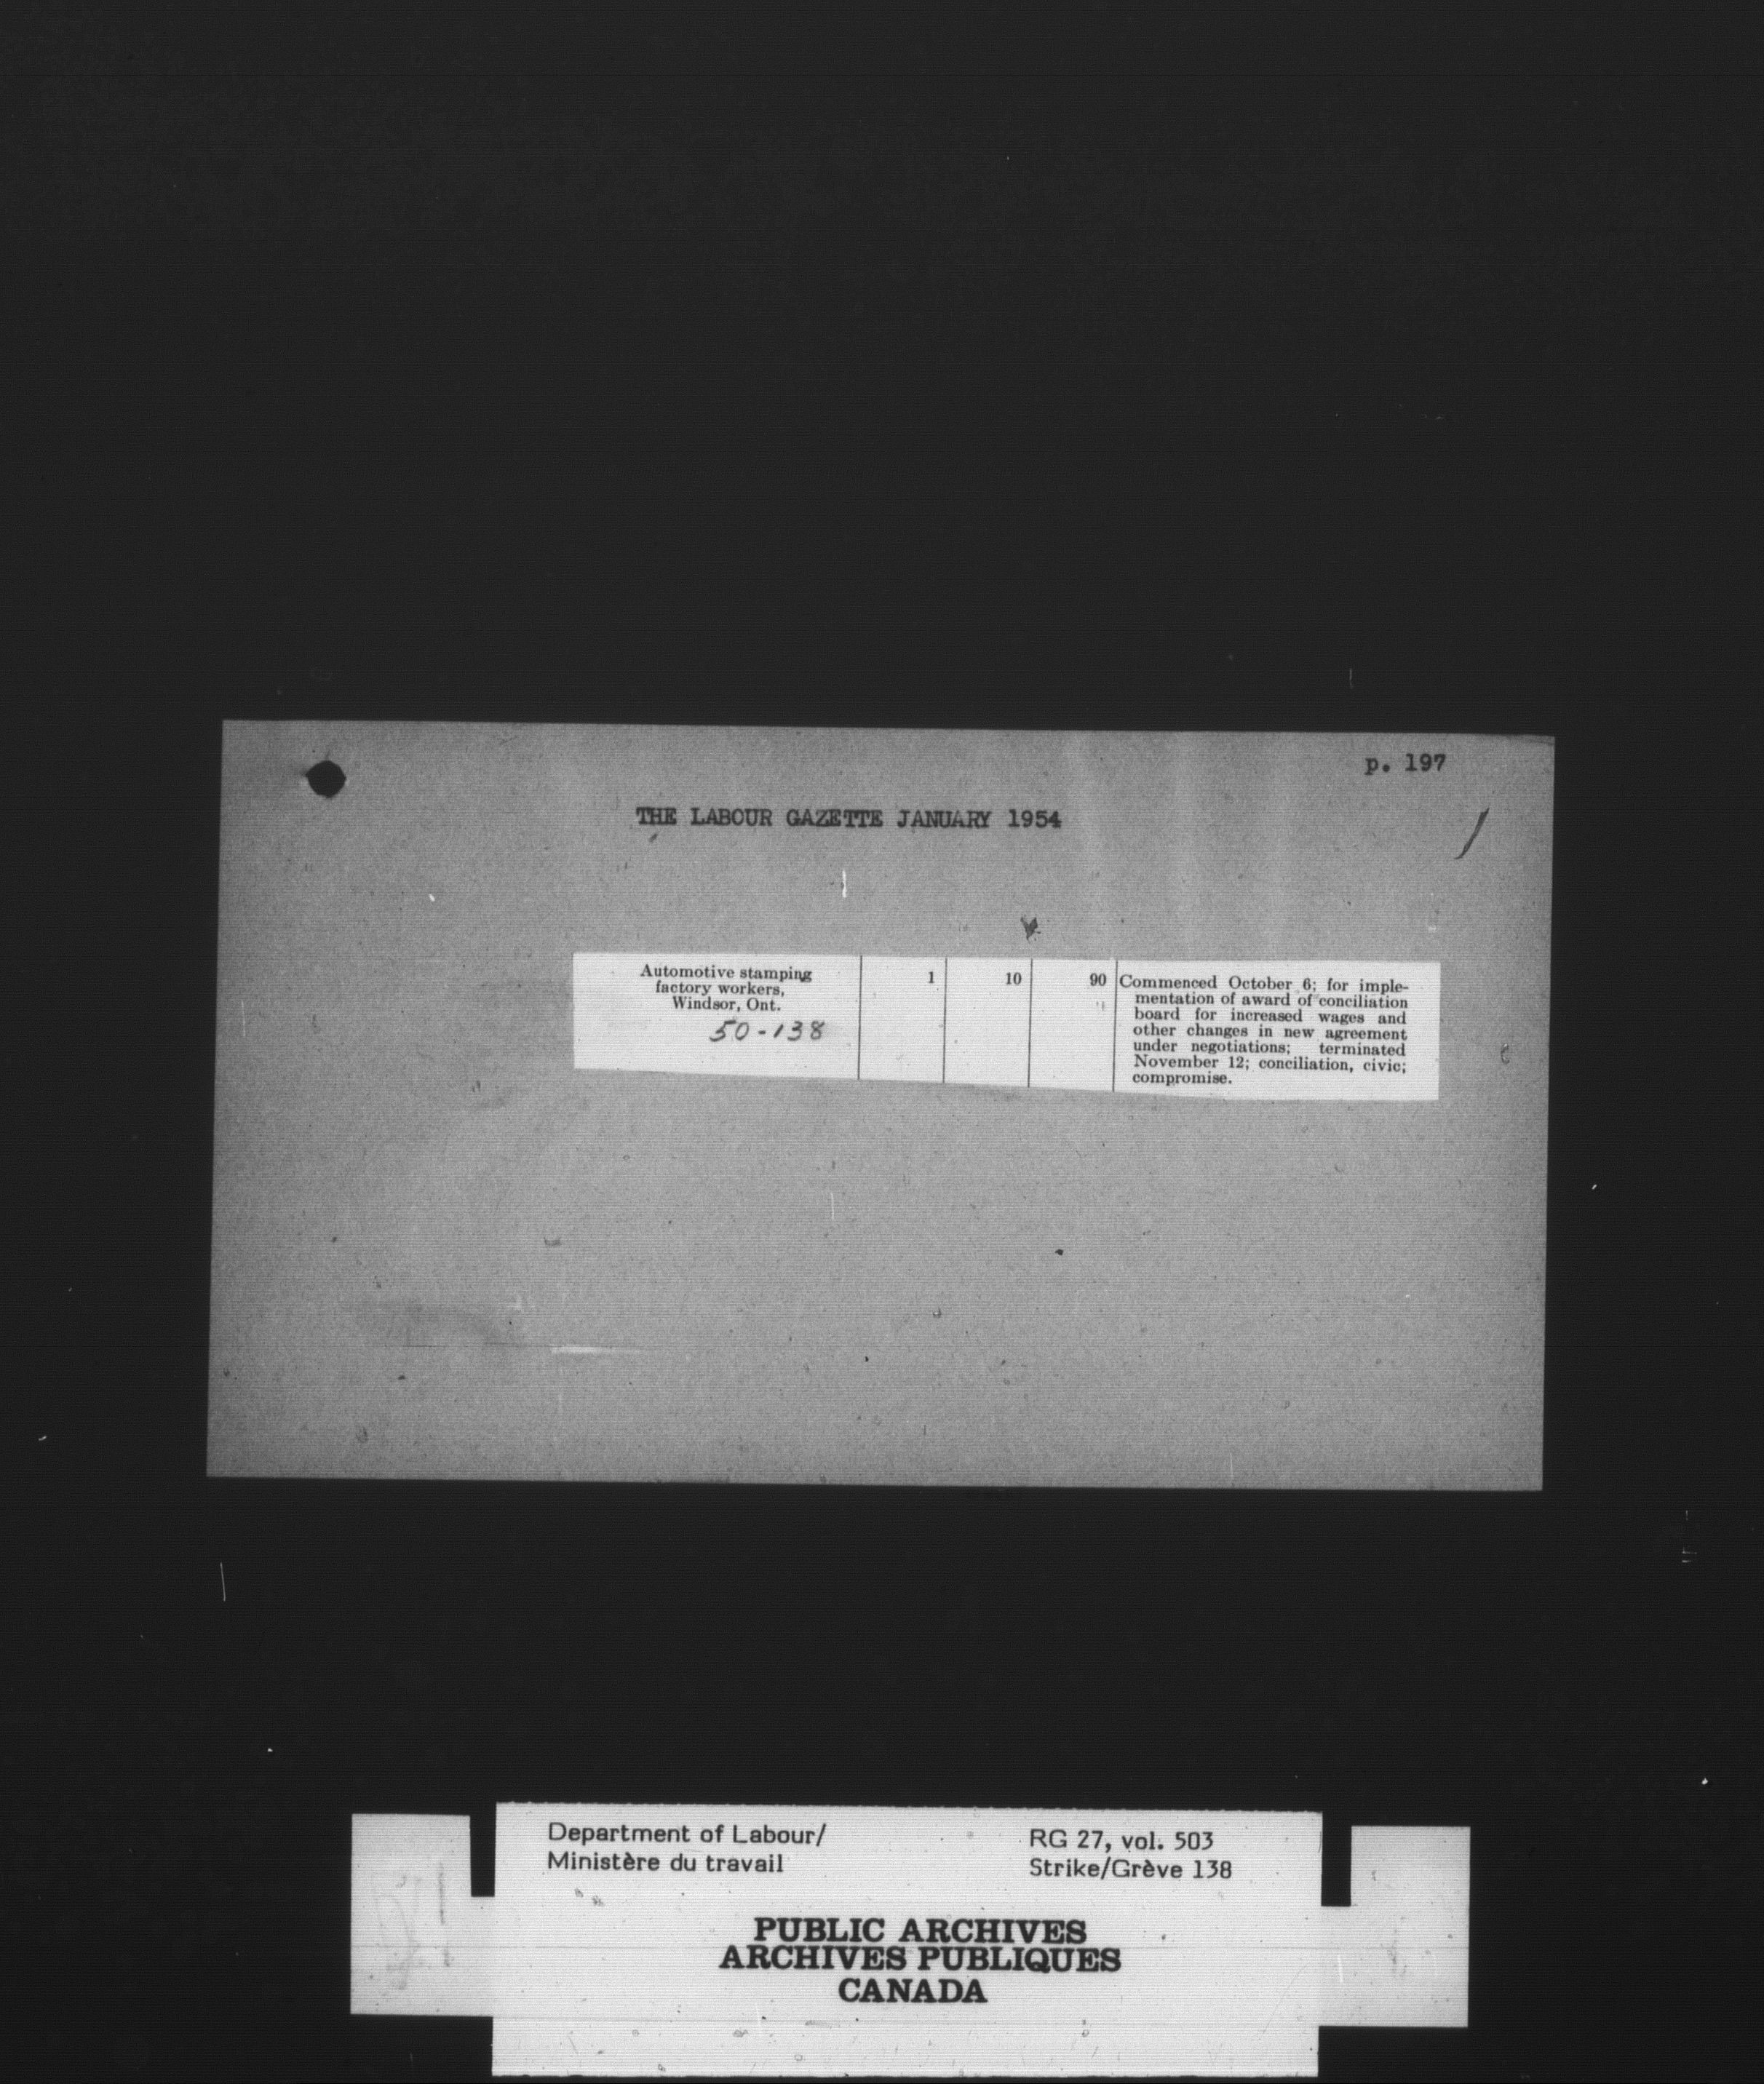 p. 197
THE LABOUR GAZETTE JANUARY 1954
Automotive stamping
factory workers,
Windsor, Ont.
50-138
1
10
90
Commenced October 6; for imple-
mentation of award of conciliation
board for increased wages and
other changes in new agreement
under negotiations; terminated
November 12; conciliation, civic;
compromise.
Department of Labour/
Ministère du travail
RG 27, vol. 503
Strike/Grève 138
PUBLIC ARCHIVES
ARCHIVES PUBLIQUES
CANADA